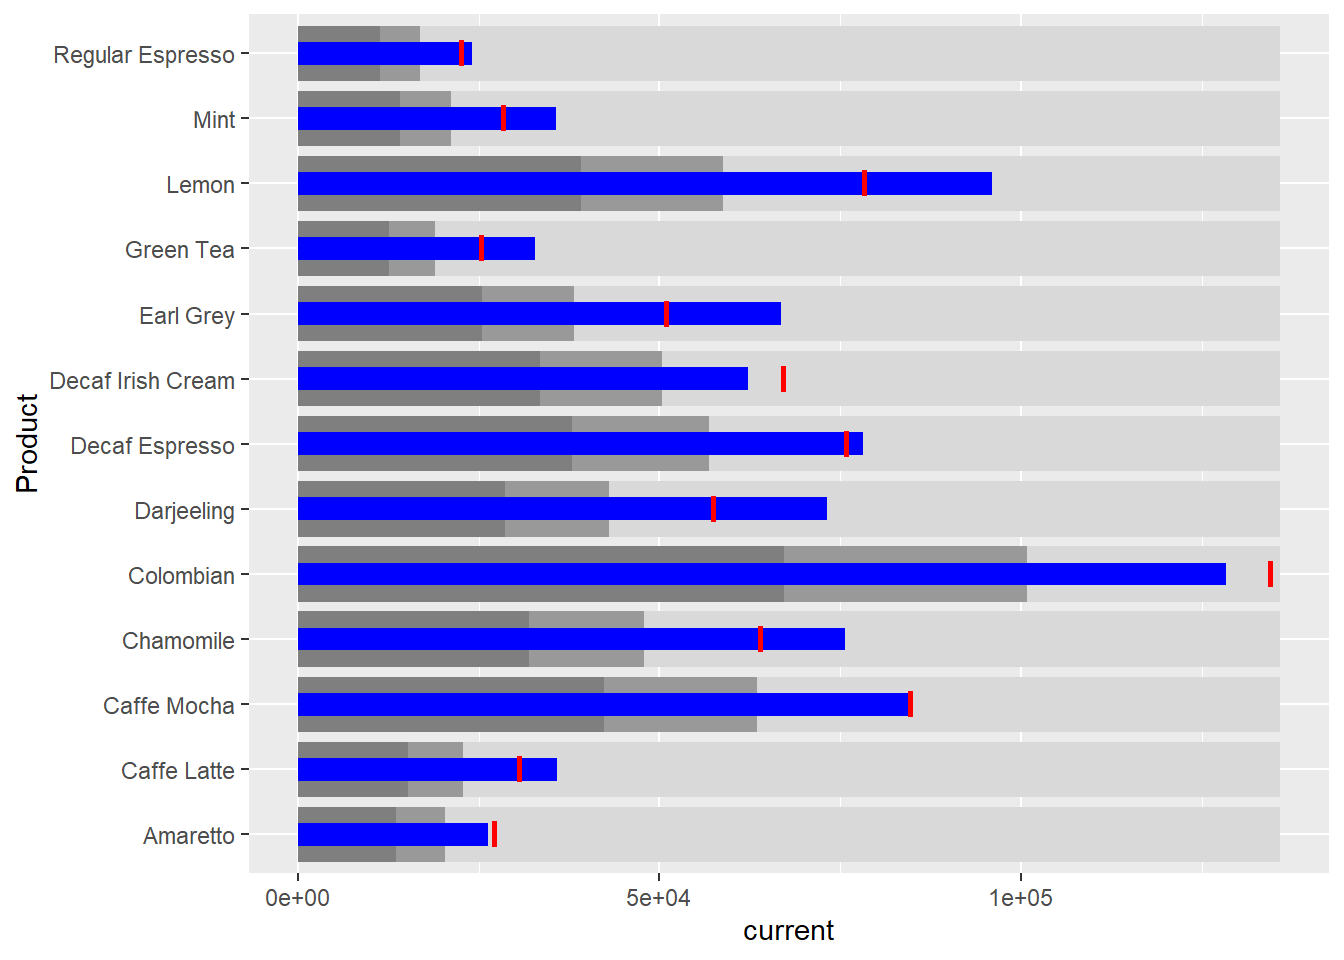 Regular Espresso
Mint
Lemon
Green Tea
Earl Grey
Decaf Irish Cream
Decaf Espresso
Darjeeling
Colombian
Chamomile
Caffe Mocha
Caffe Latte
Amaretto
Product
0e+00 5e+04 1e+05
current